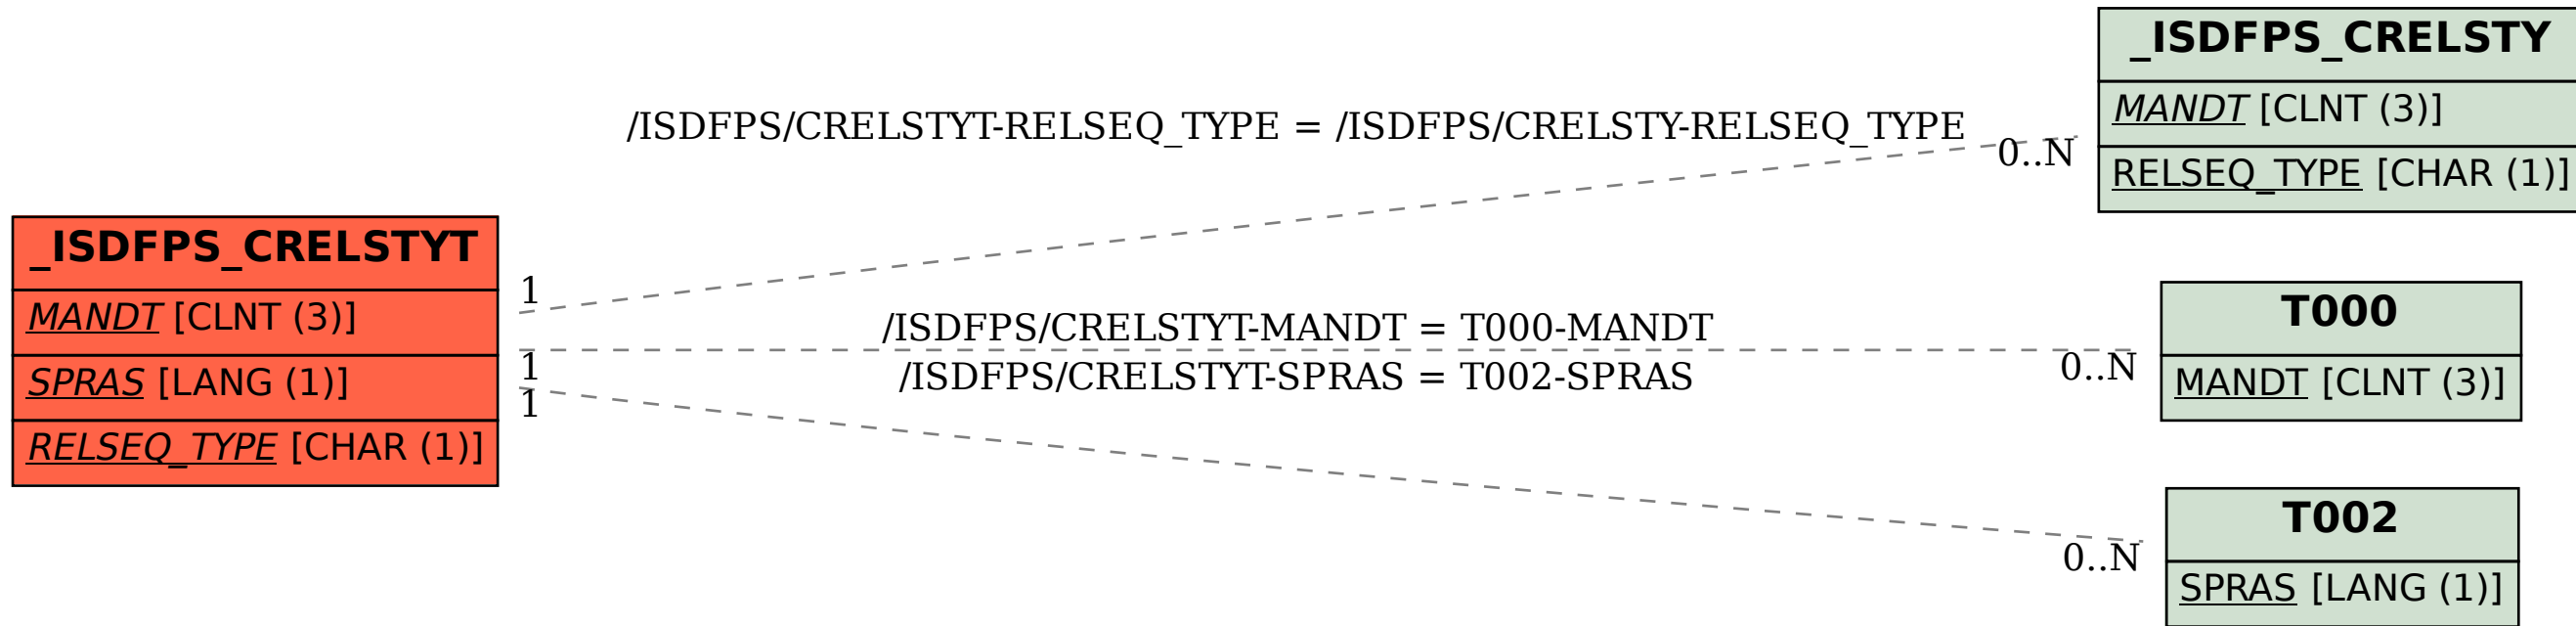 _ISDFPS_CRELSTY
MANDT [CLNT (3)]
RELSEQ_TYPE [CHAR (1)]
/ISDFPS/CRELSTYT-RELSEQ_TYPE = /ISDFPS/CRELSTY-RELSEQ_TYPE
0..N
1
_ISDFPS_CRELSTYT
MANDT [CLNT (3)]
SPRAS [LANG (1)]
RELSEQ_TYPE [CHAR (1)]
/ISDFPS/CRELSTYT-MANDT = T000-MANDT
1
0..N
/ISDFPS/CRELSTYT-SPRAS = T002-SPRAS
1
0..N
T000
MANDT [CLNT (3)]
T002
SPRAS [LANG (1)]